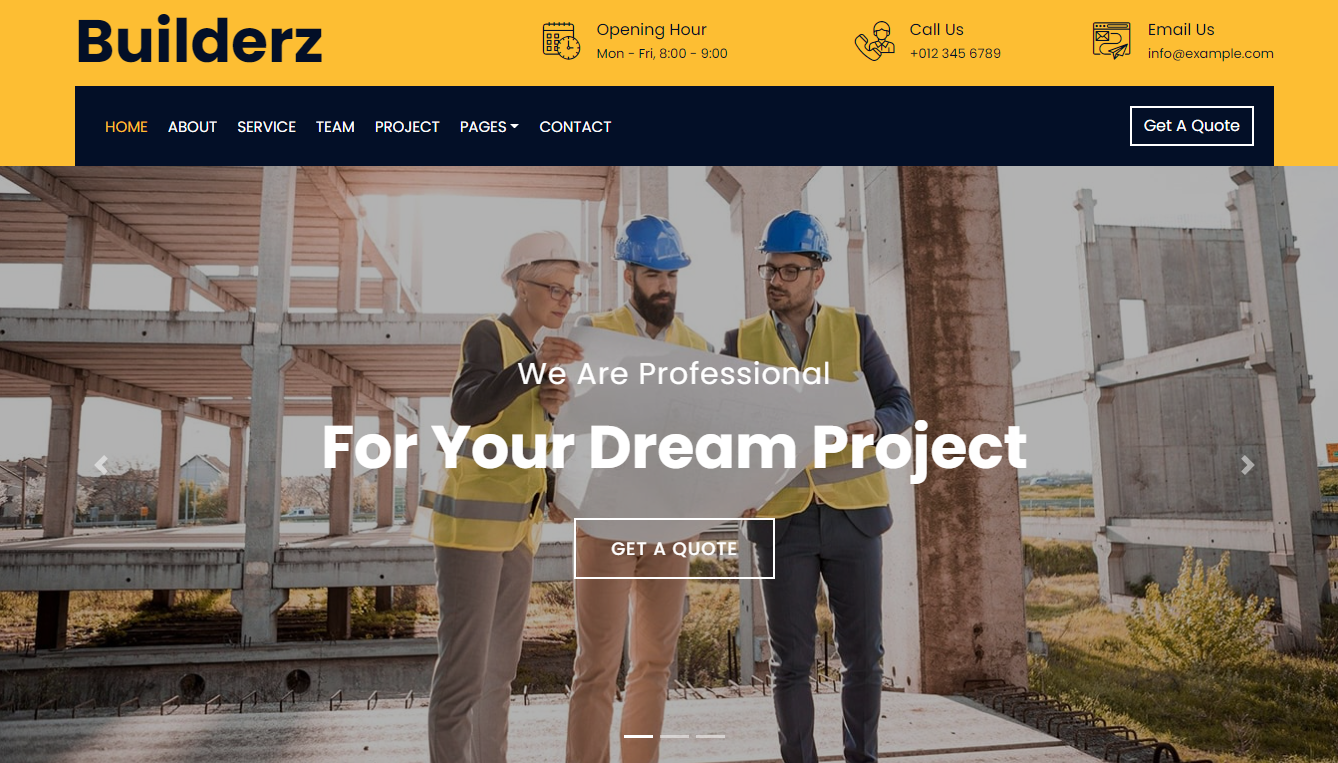 Builderz
Opening Hour
Mon - Fri, 8:00 - 9:00
Call Us
+012 345 6789
Email Us
info@example.com
HOME ABOUT SERVICE TEAM PROJECT PAGES CONTACT
Get A Quote
We Are Professional
For Your Dream Project
GET A QUOTE